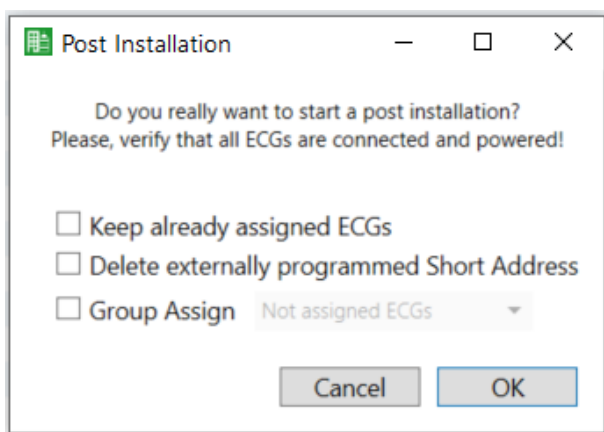 Post Installation
Do you really want to start a post installation?
Please, verify that all ECGs are connected and powered!
Keep already assigned ECGs
Delete externally programmed Short Address
Group Assign Not assigned ECGs
Cancel OK